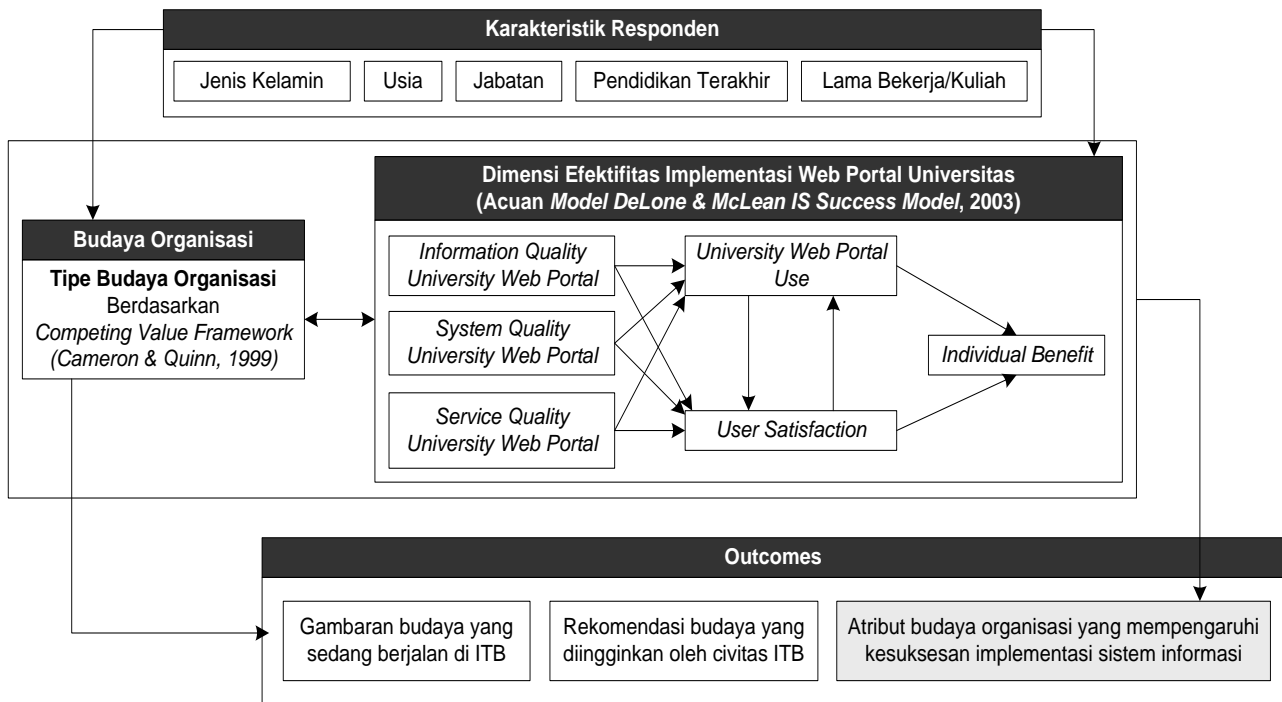 Karakteristik Responden
Jenis Kelamin
Usia
Jabatan
Pendidikan Terakhir
Lama Bekerja/Kuliah
Dimensi Efektifitas Implementasi Web Portal Universitas
(Acuan Model DeLone & McLean IS Success Model, 2003)
Budaya Organisasi
Tipe Budaya Organisasi
Berdasarkan
Competing Value Framework
(Cameron & Quinn, 1999)
Information Quality
University Web Portal
System Quality
University Web Portal
Service Quality
University Web Portal
University Web Portal
Use
User Satisfaction
Individual Benefit
Outcomes
Gambaran budaya yang
sedang berjalan di ITB
Rekomendasi budaya yang
diingginkan oleh civitas ITB
Atribut budaya organisasi yang mempengaruhi
kesuksesan implementasi sistem informasi